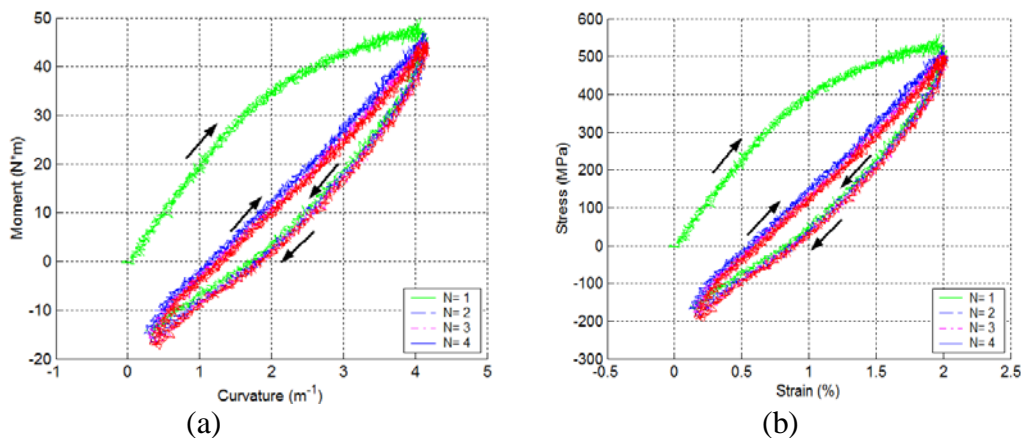 50
40
30
20
10
0
-10
-20
Moment (N*m)
-1
0
1
2
3
4
5
Curvature (m-1)
N= 1
N= 2
N= 3
N= 4
(a)
600
500
400
300
200
100
0
-100
-200
-300
Stress (MPa)
-0.5
0
0.5
1
1.5
2
2.5
Strain (%)
N= 1
N= 2
N= 3
N= 4
(b)